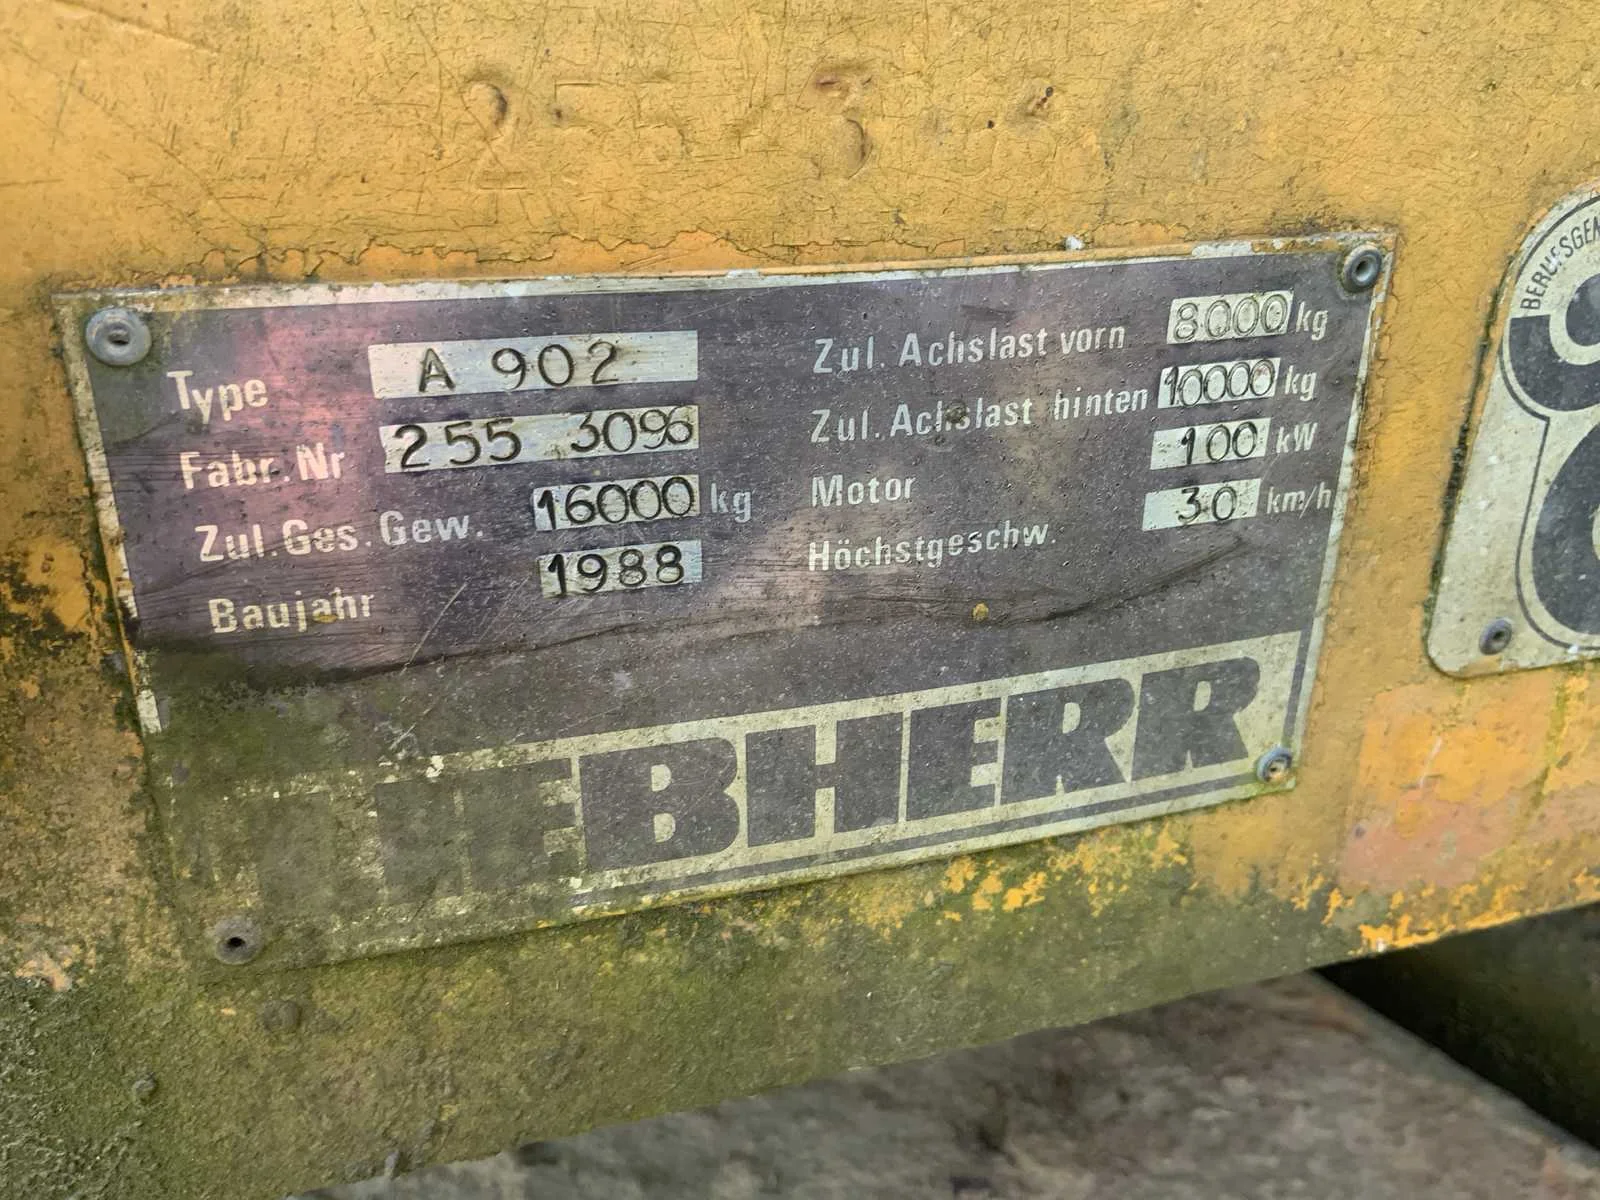 Type A 902
Fabr. Nr 255 3096
Zul. Ges. Gew. 16000 kg
Baujahr 1988
Zul. Achslast vorn 8000 kg
Zul. Achslast hinten 10000 kg
Motor 100 kW
Höchstgeschw. 30 km/h
LIEBHERR